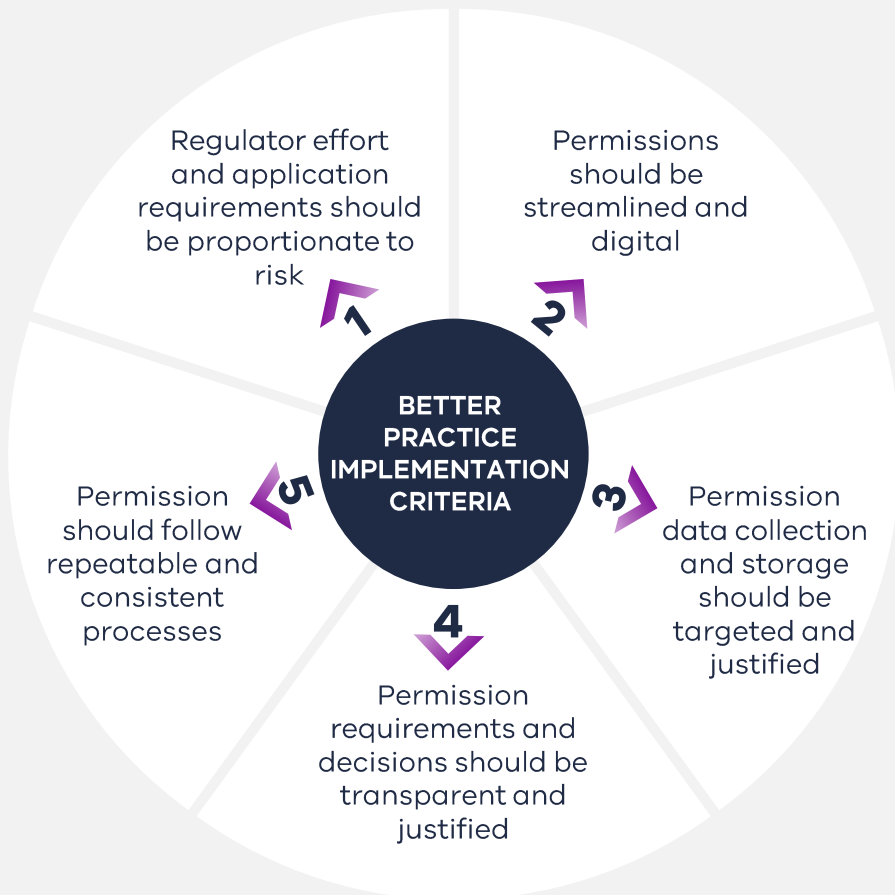 BETTER
PRACTICE
IMPLEMENTATION
CRITERIA
1
Regulator effort
and application
requirements should
be proportionate to
risk
2
Permissions
should be
streamlined and
digital
3
Permission
data collection
and storage
should be
targeted and
justified
4
Permission
requirements and
decisions should be
transparent and
justified
5
Permission
should follow
repeatable and
consistent
processes